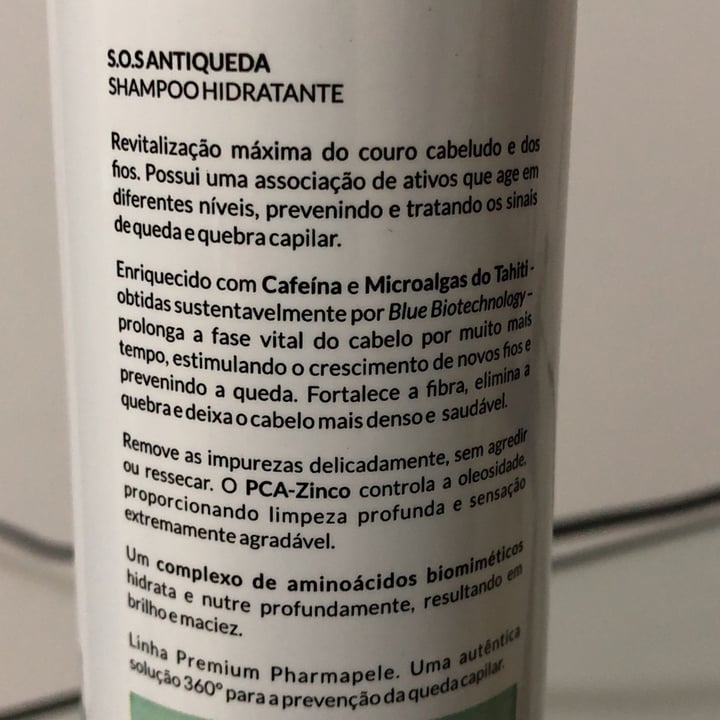 S.O.S ANTIQUEDA
SHAMPOO HIDRATANTE
Revitalização máxima do couro cabeludo e dos
fios. Possui uma associação de ativos que age em
diferentes níveis, prevenindo e tratando os sinais
de queda e quebra capilar.
Enriquecido com Cafeína e Microalgas do Tahiti -
obtidas sustentavelmente por Blue Biotechnology -
prolonga a fase vital do cabelo por muito mais
tempo, estimulando o crescimento de novos fios e
prevenindo a queda. Fortalece a fibra, elimina a
quebra e deixa o cabelo mais denso e saudável.
Remove as impurezas delicadamente, sem agredir
ou ressecar. O PCA-Zinco controla a oleosidade,
proporcionando limpeza profunda e sensação
extremamente agradável.
Um complexo de aminoácidos biomiméticos
hidrata e nutre profundamente, resultando em
brilho e maciez.
Linha Premium Pharmapele. Uma autêntica
solução 360° para a prevenção da queda capilar.